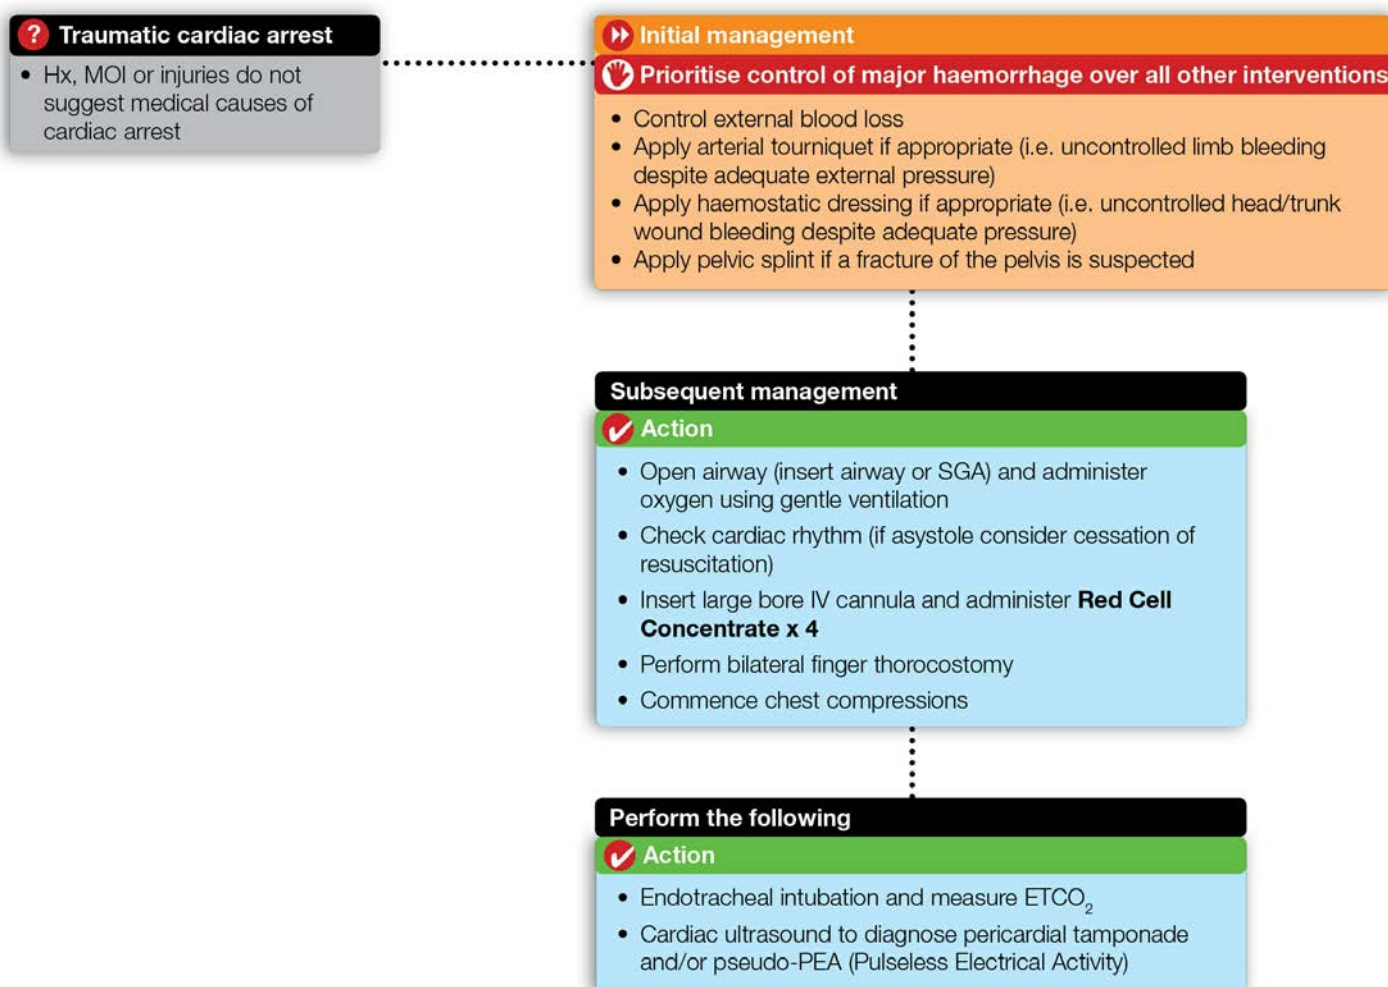 Traumatic cardiac arrest
• Hx, MOI or injuries do not
suggest medical causes of
cardiac arrest
Initial management
Prioritise control of major haemorrhage over all other interventions
• Control external blood loss
• Apply arterial tourniquet if appropriate (i.e. uncontrolled limb bleeding
despite adequate external pressure)
• Apply haemostatic dressing if appropriate (i.e. uncontrolled head/trunk
wound bleeding despite adequate pressure)
• Apply pelvic splint if a fracture of the pelvis is suspected
Subsequent management
Action
• Open airway (insert airway or SGA) and administer
oxygen using gentle ventilation
• Check cardiac rhythm (if asystole consider cessation of
resuscitation)
• Insert large bore IV cannula and administer Red Cell
Concentrate x 4
• Perform bilateral finger thorocostomy
• Commence chest compressions
Perform the following
Action
• Endotracheal intubation and measure ETCO₂
• Cardiac ultrasound to diagnose pericardial tamponade
and/or pseudo-PEA (Pulseless Electrical Activity)